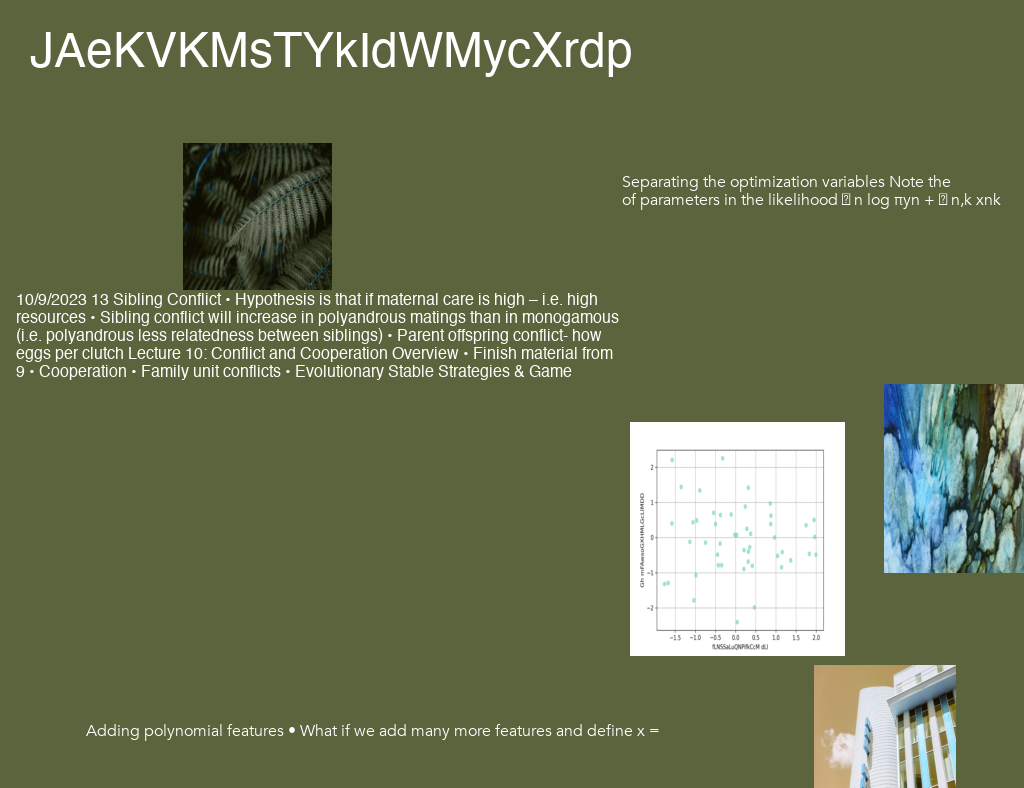 JAeKVKMsTYkIdWMycXrdp
Separating the optimization variables Note the
of parameters in the likelihood n log πyn + n,k xnk
10/9/2023 13 Sibling Conflict • Hypothesis is that if maternal care is high – i.e. high
resources • Sibling conflict will increase in polyandrous matings than in monogamous
(i.e. polyandrous less relatedness between siblings) • Parent offspring conflict- how
eggs per clutch Lecture 10: Conflict and Cooperation Overview • Finish material from
9 • Cooperation • Family unit conflicts • Evolutionary Stable Strategies & Game
2
1
0
−1
−2
−1.5 −1.0 −0.5 0.0 0.5 1.0 1.5 2.0
Adding polynomial features • What if we add many more features and define x =